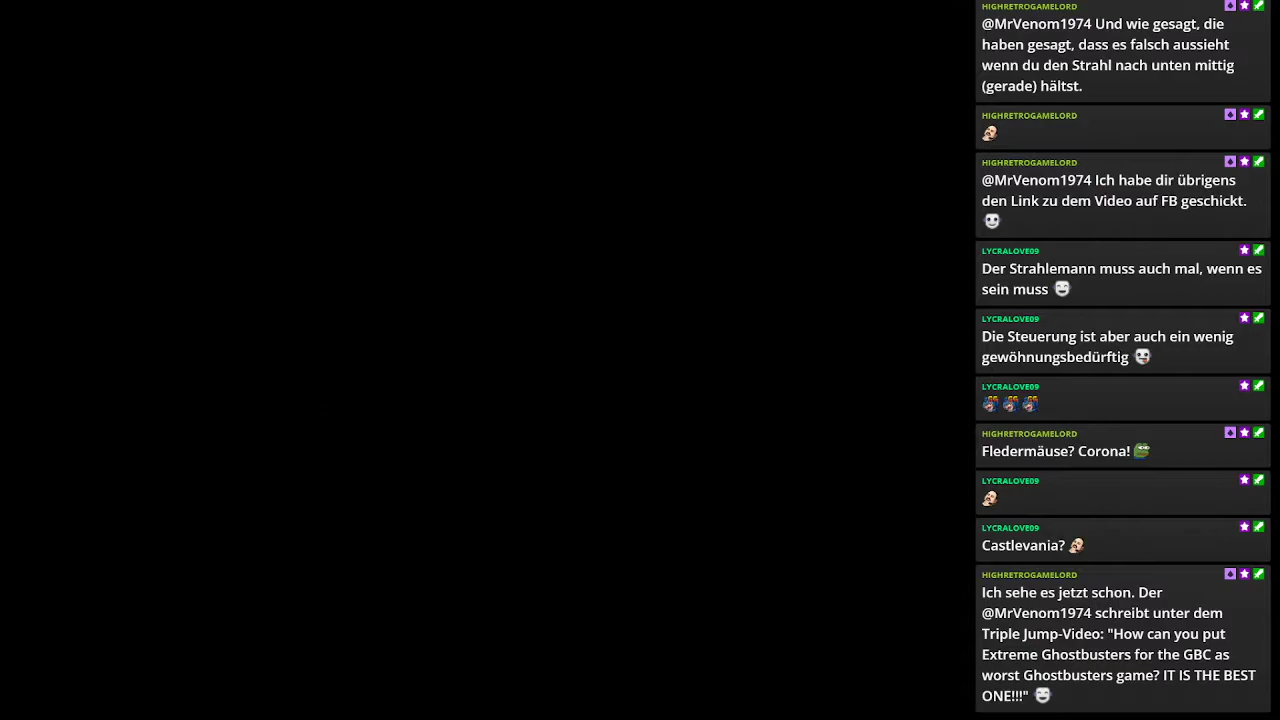 HIGHRETROGAMELORD
@MrVenom1974 Und wie gesagt, die
haben gesagt, dass es falsch aussieht
wenn du den Strahl nach unten mittig
(gerade) hältst.
HIGHRETROGAMELORD
HIGHRETROGAMELORD
@MrVenom1974 Ich habe dir übrigens
den Link zu dem Video auf FB geschickt.
LYCRALOVE09
Der Strahlemann muss auch mal, wenn es
sein muss
LYCRALOVE09
Die Steuerung ist aber auch ein wenig
gewöhnungsbedürftig
LYCRALOVE09
HIGHRETROGAMELORD
Fledermäuse? Corona!
LYCRALOVE09
LYCRALOVE09
Castlevania?
HIGHRETROGAMELORD
Ich sehe es jetzt schon. Der
@MrVenom1974 schreibt unter dem
Triple Jump-Video: "How can you put
Extreme Ghostbusters for the GBC as
worst Ghostbusters game? IT IS THE BEST
ONE!!!"